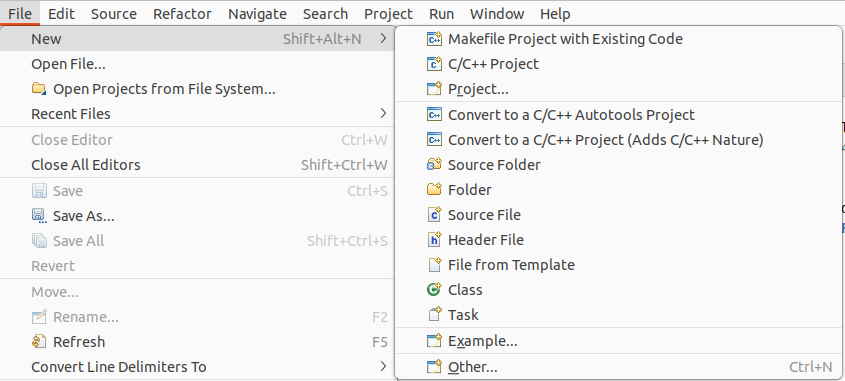 File Edit Source Refactor Navigate Search Project Run Window Help
New Shift+Alt+N
Open File...
Open Projects from File System...
Recent Files
Close Editor Ctrl+W
Close All Editors Shift+Ctrl+W
Save Ctrl+S
Save As...
Save All Shift+Ctrl+S
Revert
Move...
Rename... F2
Refresh F5
Convert Line Delimiters To
Makefile Project with Existing Code
C/C++ Project
Project...
Convert to a C/C++ Autotools Project
Convert to a C/C++ Project (Adds C/C++ Nature)
Source Folder
Folder
Source File
Header File
File from Template
Class
Task
Example...
Other... Ctrl+N